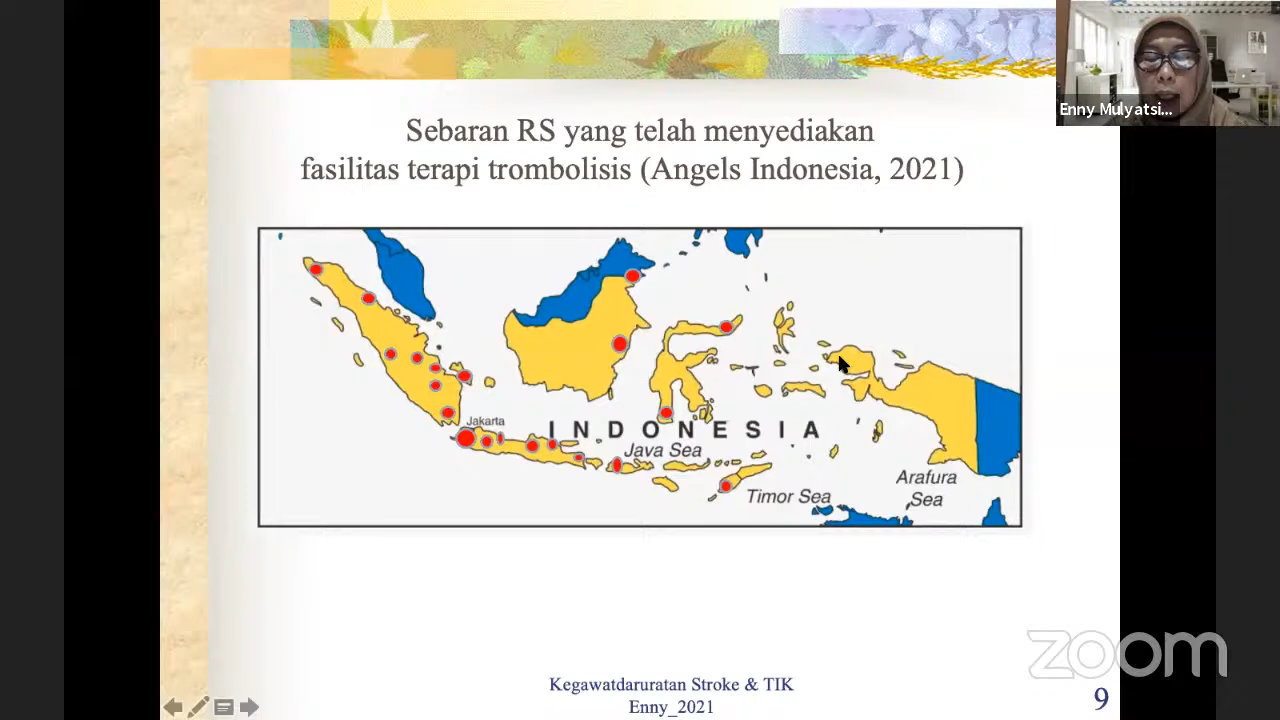 Enny Mulyatsi...
Sebaran RS yang telah menyediakan
fasilitas terapi trombolisis (Angels Indonesia, 2021)
Jakarta
INDONESIA
Java Sea
Timor Sea
Arafura
Sea
Kegawatdaruratan Stroke & TIK
Enny_2021
9
zoom